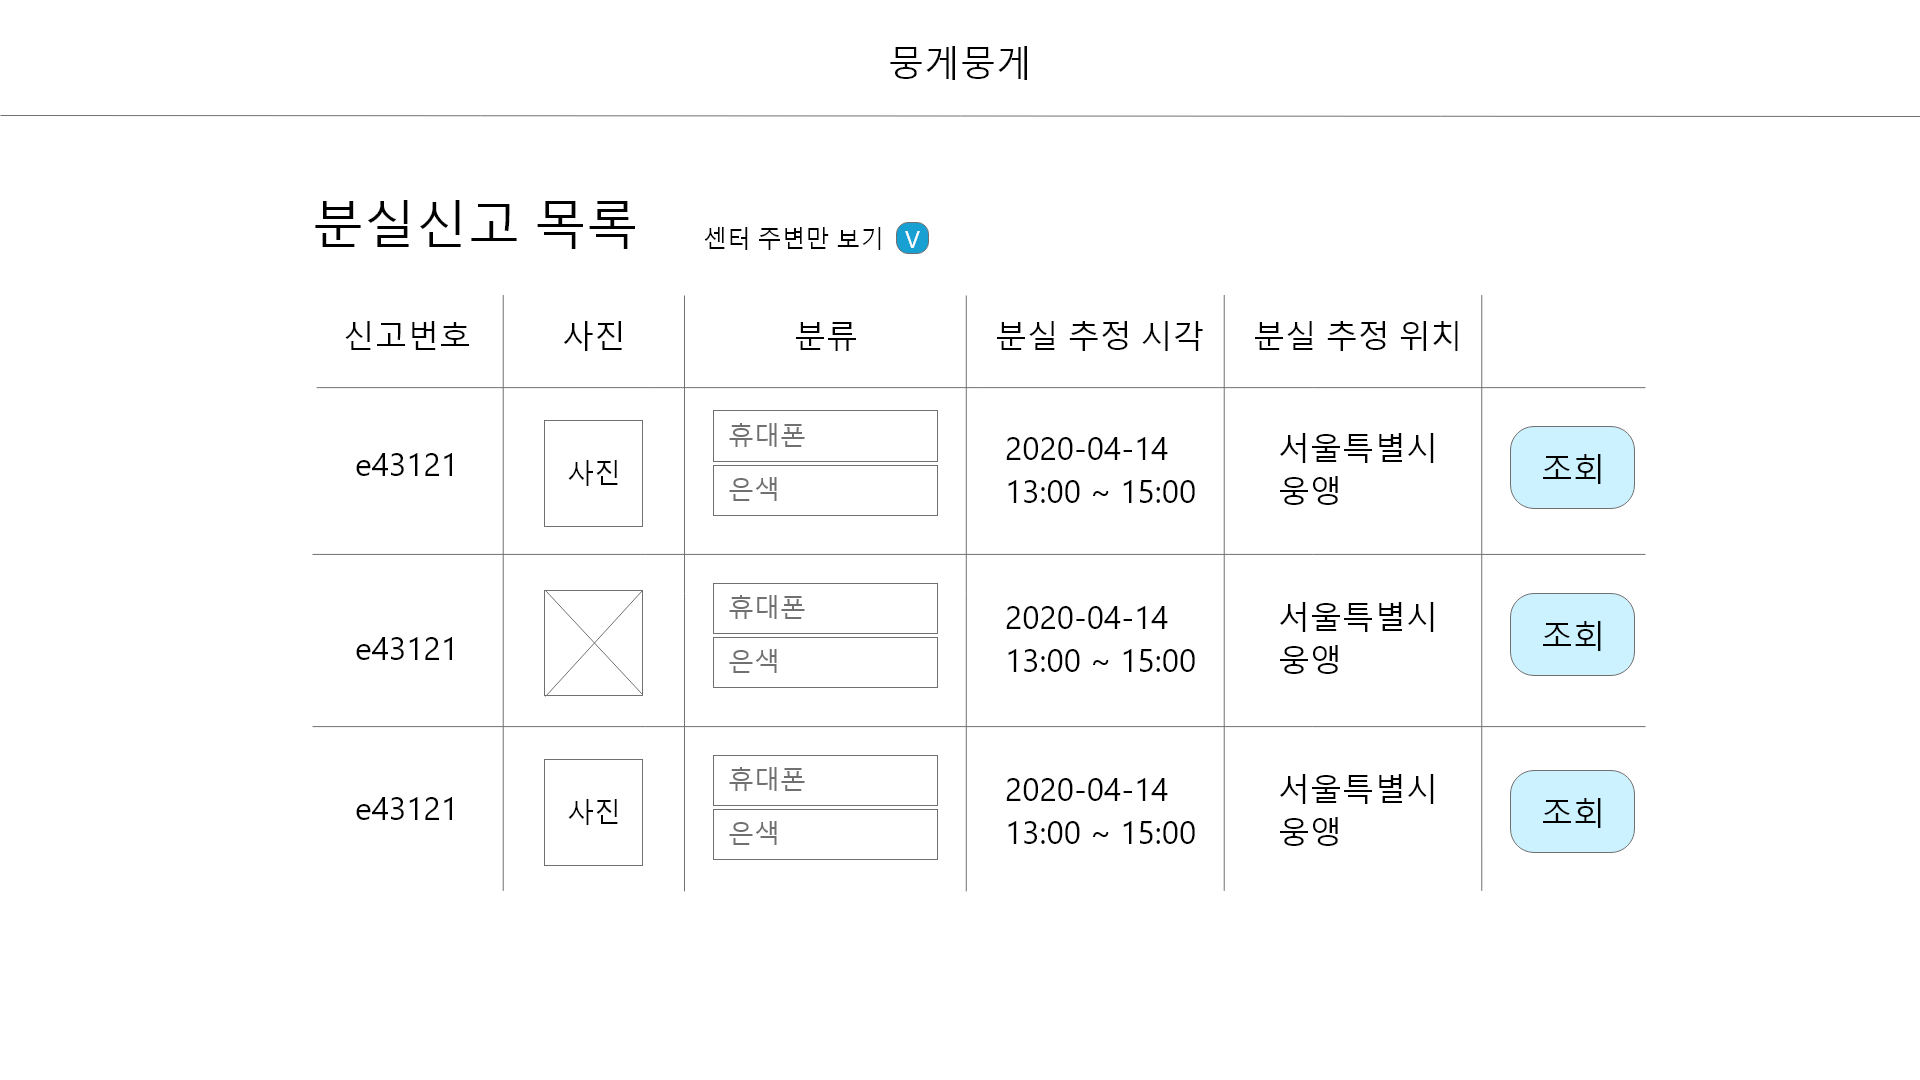 뭉게뭉게
분실신고 목록
센터 주변만 보기 V
신고번호 사진 분류 분실 추정 시각 분실 추정 위치
e43121
사진
휴대폰
은색
2020-04-14
13:00 ~ 15:00
서울특별시
웅앵
조회
e43121
휴대폰
은색
2020-04-14
13:00 ~ 15:00
서울특별시
웅앵
조회
e43121
사진
휴대폰
은색
2020-04-14
13:00 ~ 15:00
서울특별시
웅앵
조회